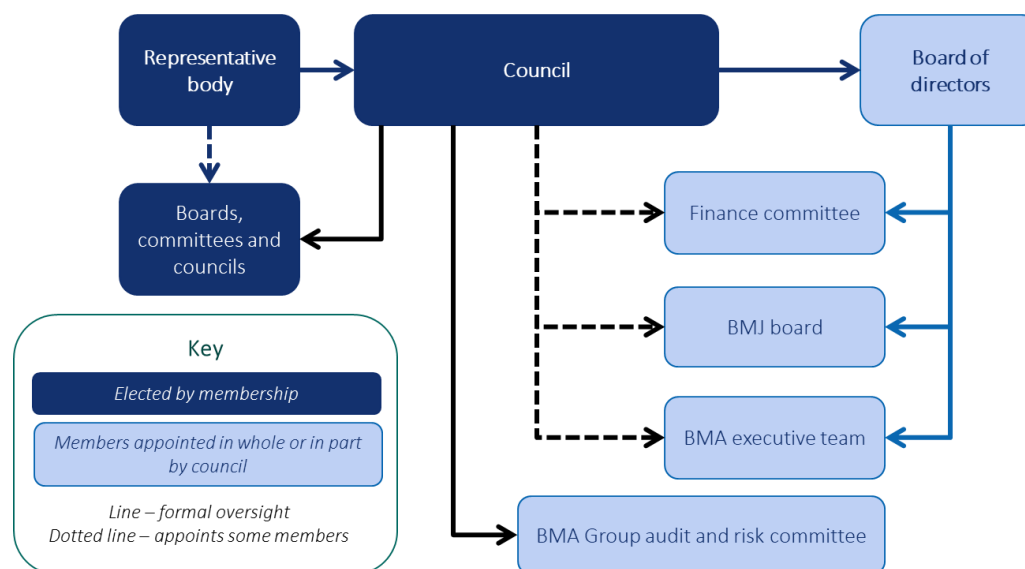 Representative
body
Council
Board of
directors
Boards,
committees and
councils
Finance committee
BMJ board
BMA executive team
BMA Group audit and risk committee
Key
Elected by membership
Members appointed in whole or in part
by council
Line – formal oversight
Dotted line – appoints some members